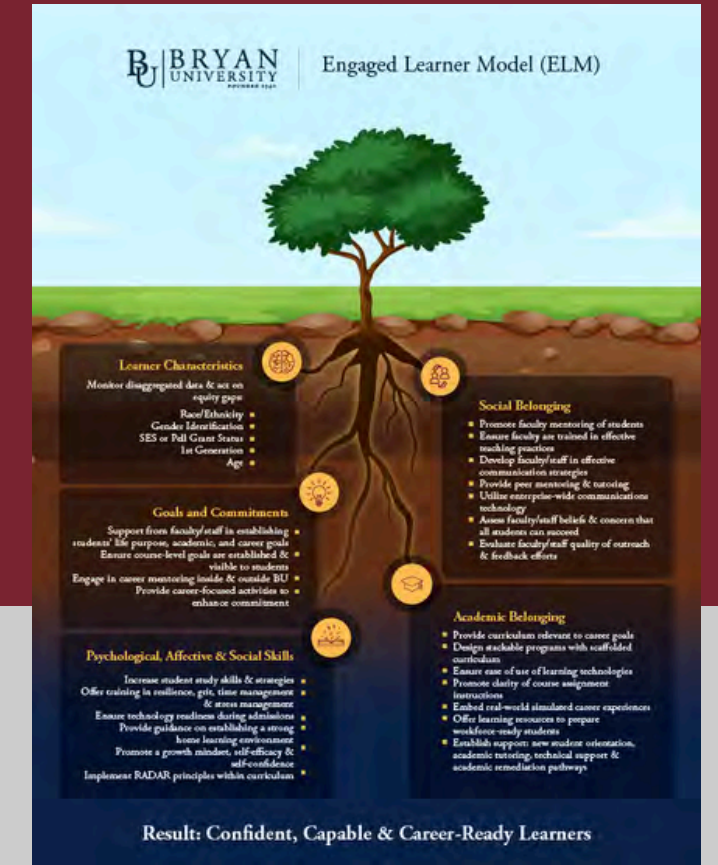 BU BRYAN
UNIVERSITY
FOUNDED 1940
Engaged Learner Model (ELM)
Learner Characteristics
Monitor disaggregated data & act on
equity gaps:
Race/Ethnicity
Gender Identification
SES or Pell Grant Status
1st Generation
Age
Goals and Commitments
Support from faculty/staff in establishing
students' life purpose, academic, and career goals
Ensure course-level goals are established &
visible to students
Engage in career mentoring inside & outside BU
Provide career-focused activities to
enhance commitment
Psychological, Affective & Social Skills
Increase student study skills & strategies
Offer training in resilience, grit, time management
& stress management
Ensure technology readiness during admissions
Provide guidance on establishing a strong
home learning environment
Promote a growth mindset, self-efficacy &
self-confidence
Implement RADAR principles within curriculum
Social Belonging
Promote faculty mentoring of students
Ensure faculty are trained in effective
teaching practices
Develop faculty/staff in effective
communication strategies
Provide peer mentoring & tutoring
Utilize enterprise-wide communications
technology
Assess faculty/staff beliefs & concern that
all students can succeed
Evaluate faculty/staff quality of outreach
& feedback efforts
Academic Belonging
Provide curriculum relevant to career goals
Design stackable programs with scaffolded
curriculum
Ensure ease of use of learning technologies
Promote clarity of course assignment
instructions
Embed real-world simulated career experiences
Offer learning resources to prepare
workforce-ready students
Establish support: new student orientation,
academic tutoring, technical support &
academic remediation pathways
Result: Confident, Capable & Career-Ready Learners